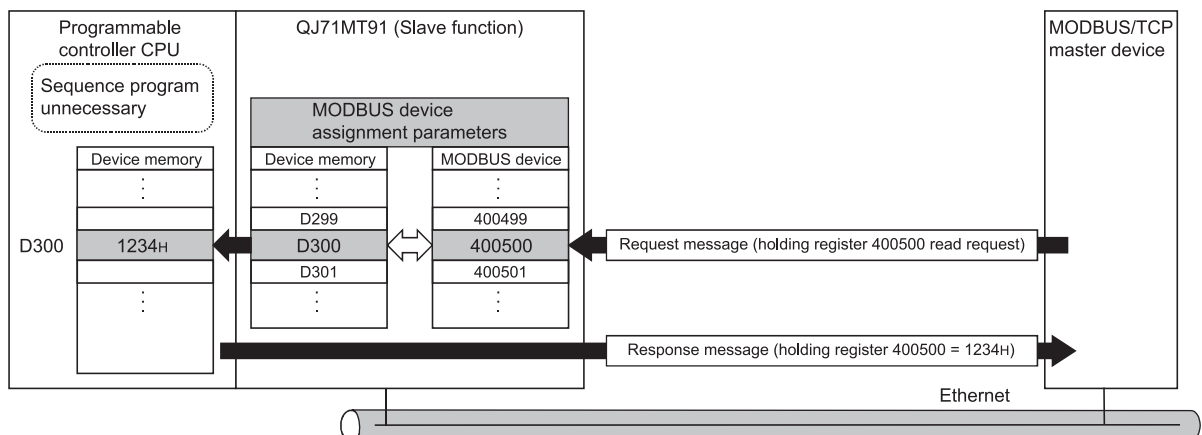 Programmable
controller CPU
Sequence program
unnecessary
Device memory
D300
1234H
QJ71MT91 (Slave function)
MODBUS device
assignment parameters
Device memory
MODBUS device
D299
400499
D300
400500
D301
400501
Request message (holding register 400500 read request)
Response message (holding register 400500 = 1234H)
MODBUS/TCP
master device
Ethernet